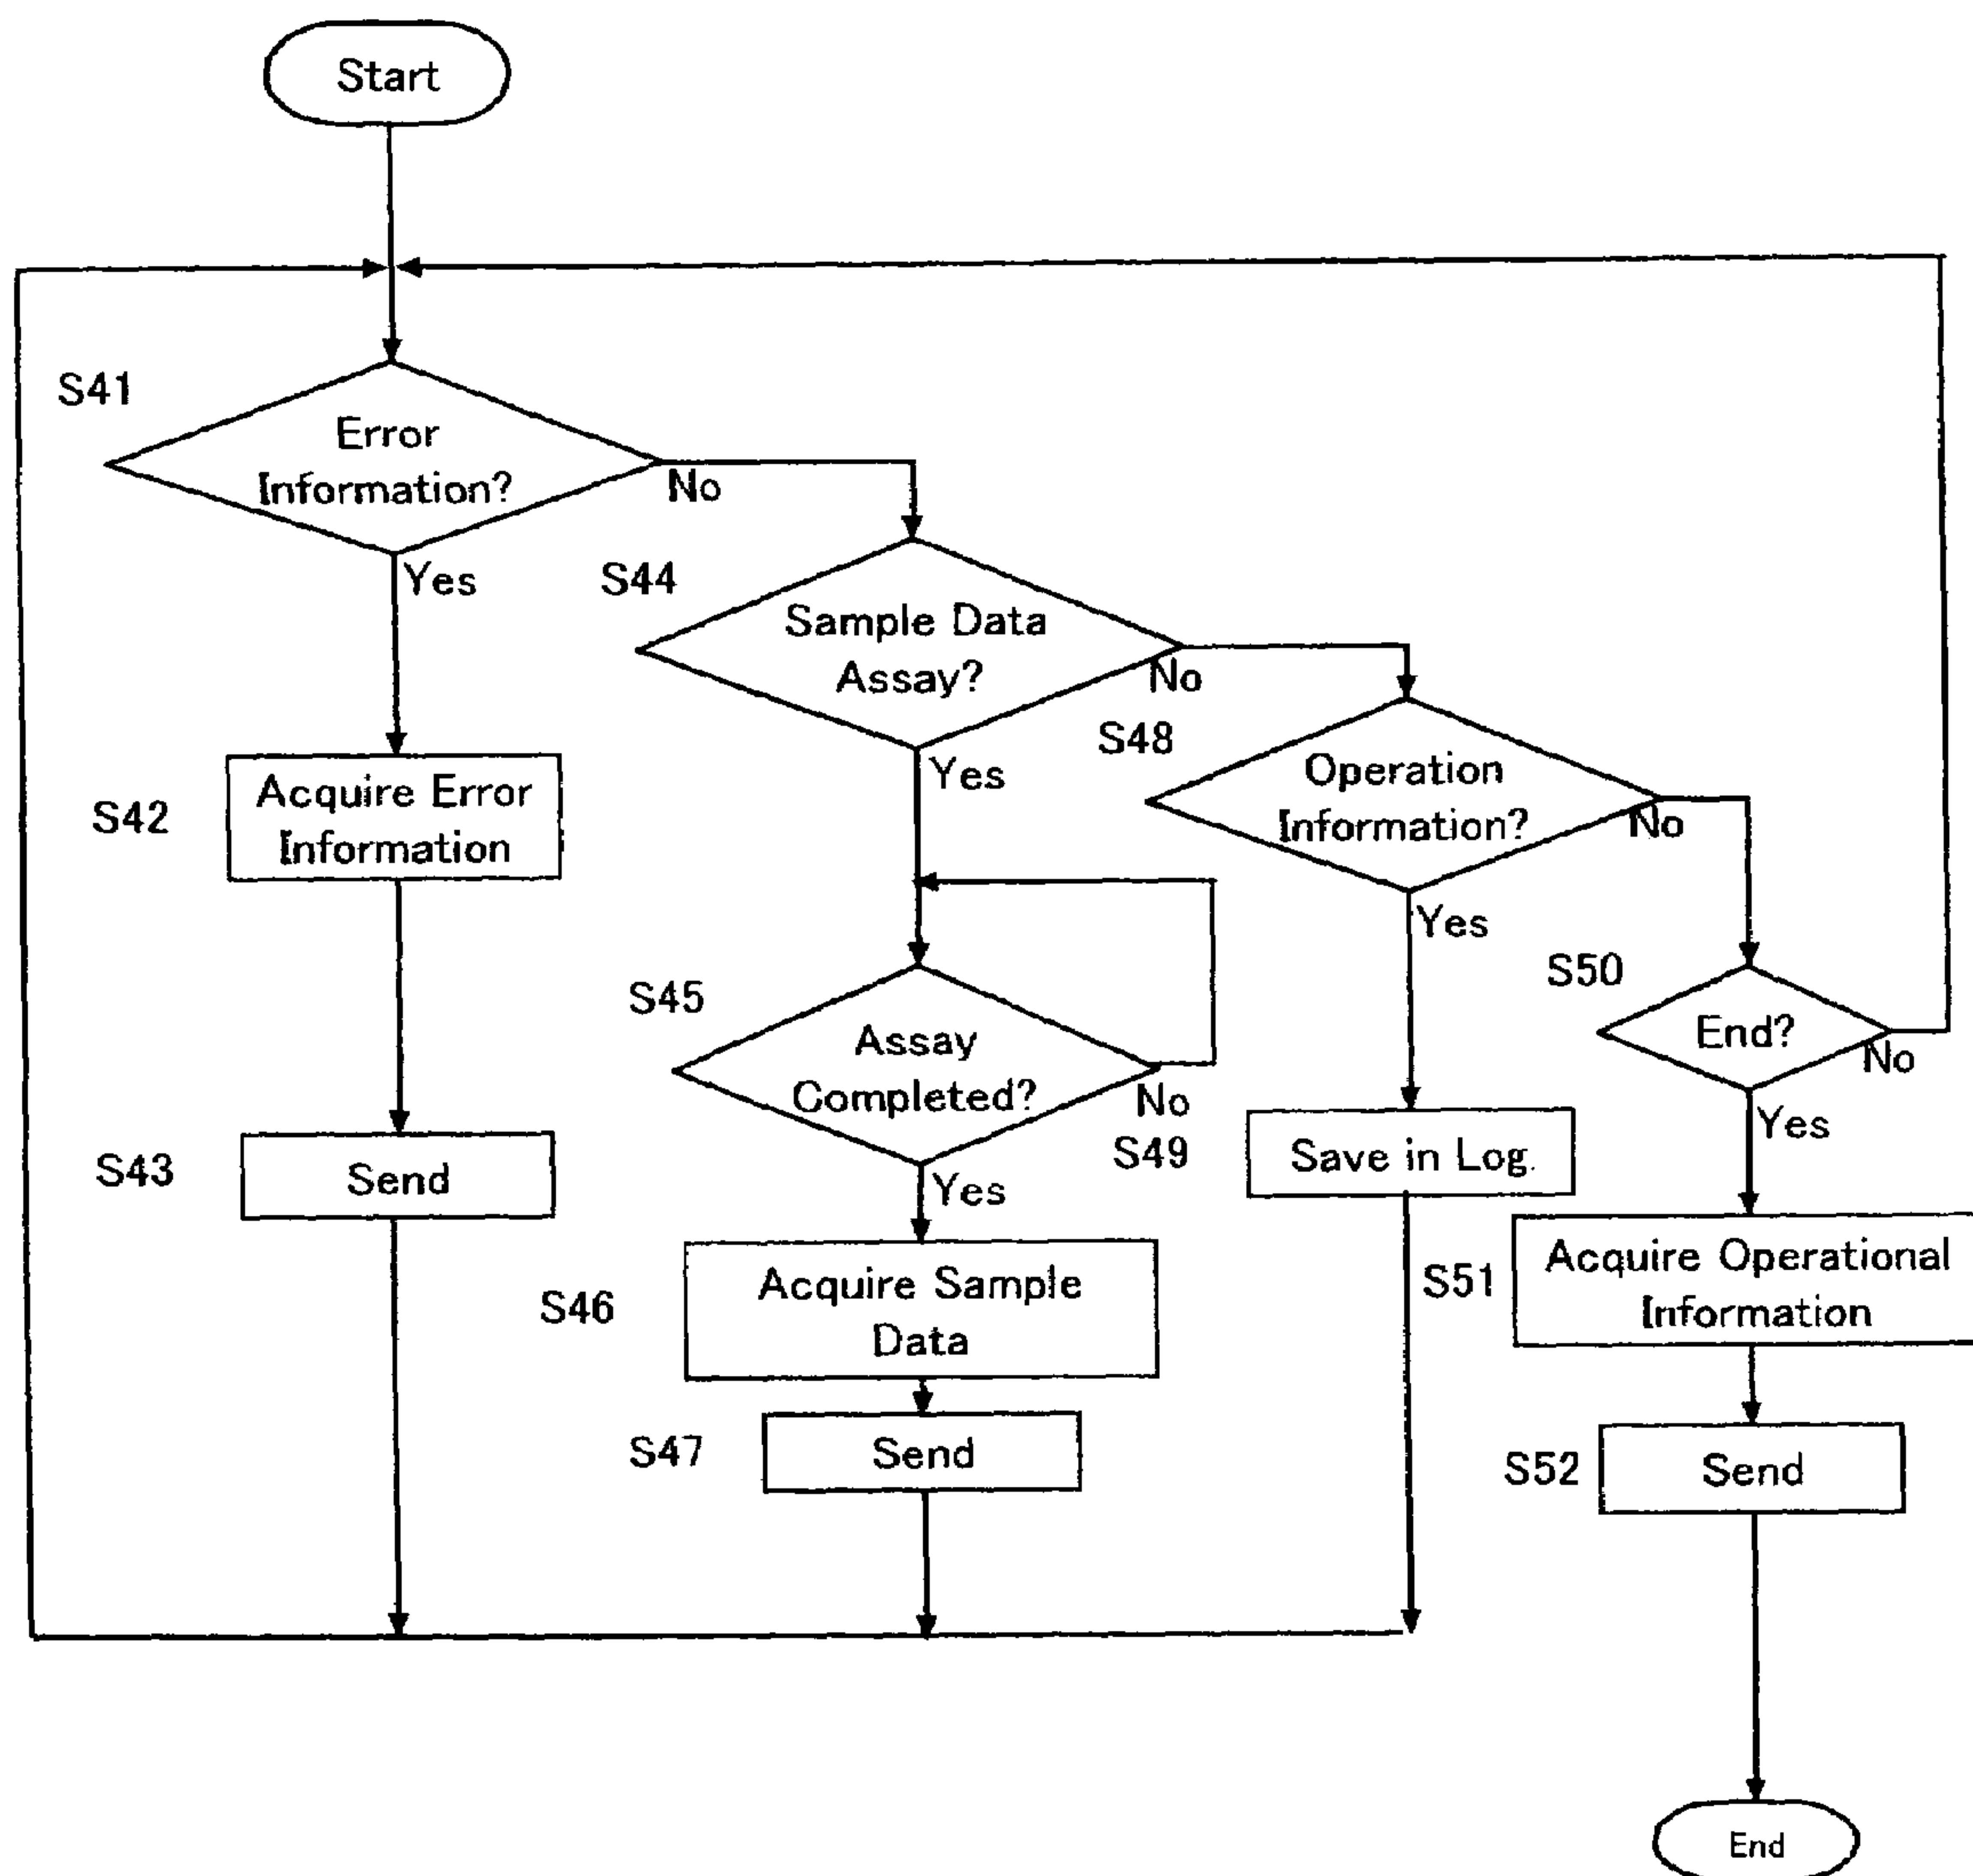 Start
S41
Error
Information?
No
Yes
S42
Acquire Error
Information
S43
Send
S44
Sample Data
Assay?
No
Yes
S45
Assay
Completed?
No
Yes
S46
Acquire Sample
Data
S47
Send
S48
Operation
Information?
No
Yes
S49
Save in Log.
S50
End?
No
Yes
S51
Acquire Operational
Information
S52
Send
End